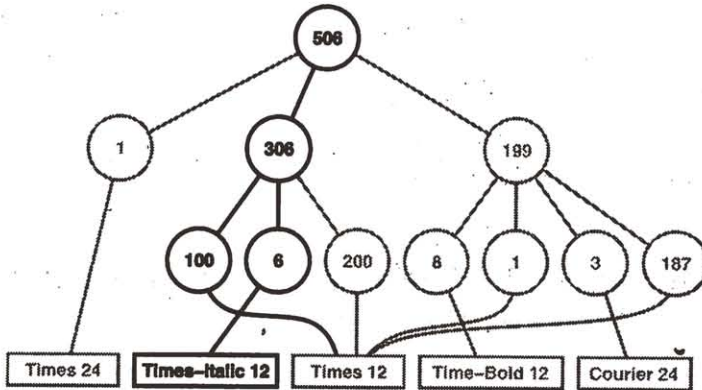 506
1
306
199
100
6
200
8
1
3
187
Times 24
Times-Italic 12
Times 12
Time-Bold 12
Courier 24